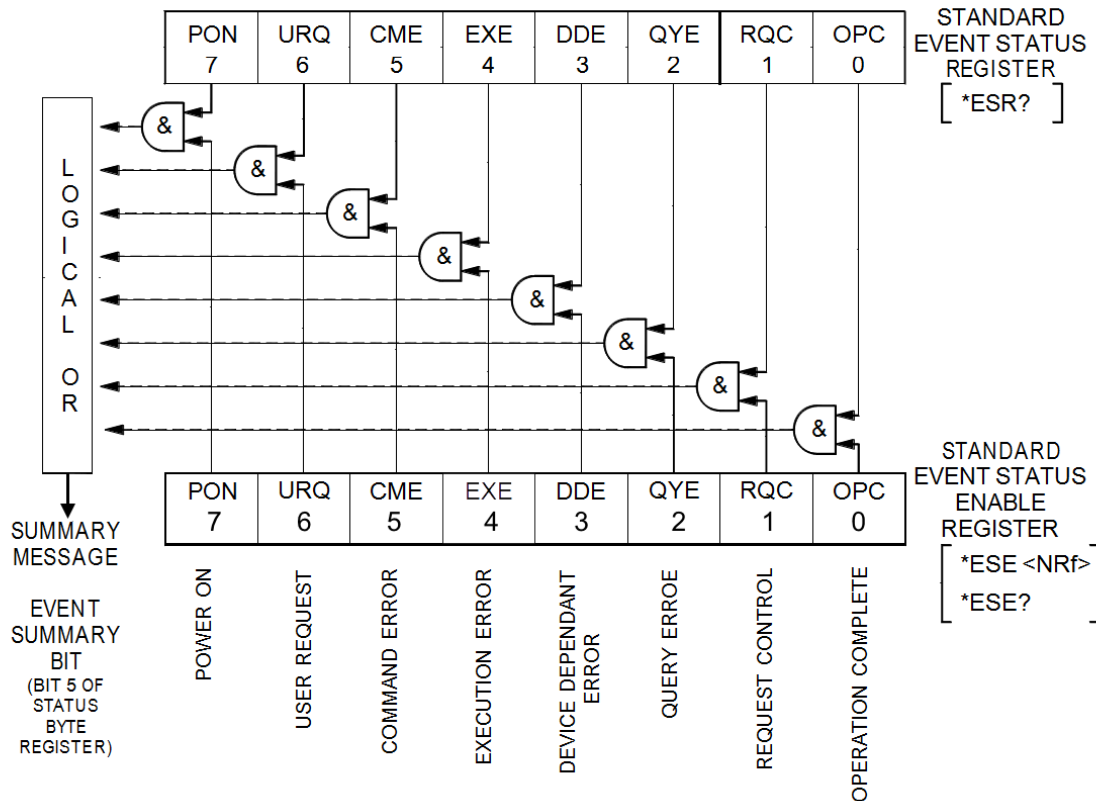 PON URQ CME EXE DDE QYE RQC OPC
7 6 5 4 3 2 1 0
STANDARD
EVENT STATUS
REGISTER
*ESR?
&
&
&
&
&
&
&
&
LOGICAL OR
PON URQ CME EXE DDE QYE RQC OPC
7 6 5 4 3 2 1 0
STANDARD
EVENT STATUS
ENABLE
REGISTER
*ESE <NRf>
*ESE?
SUMMARY
MESSAGE
EVENT
SUMMARY
BIT
(BIT 5 OF
STATUS
BYTE
REGISTER)
POWER ON
USER REQUEST
COMMAND ERROR
EXECUTION ERROR
DEVICE DEPENDANT
ERROR
QUERY ERROE
REQUEST CONTROL
OPERATION COMPLETE